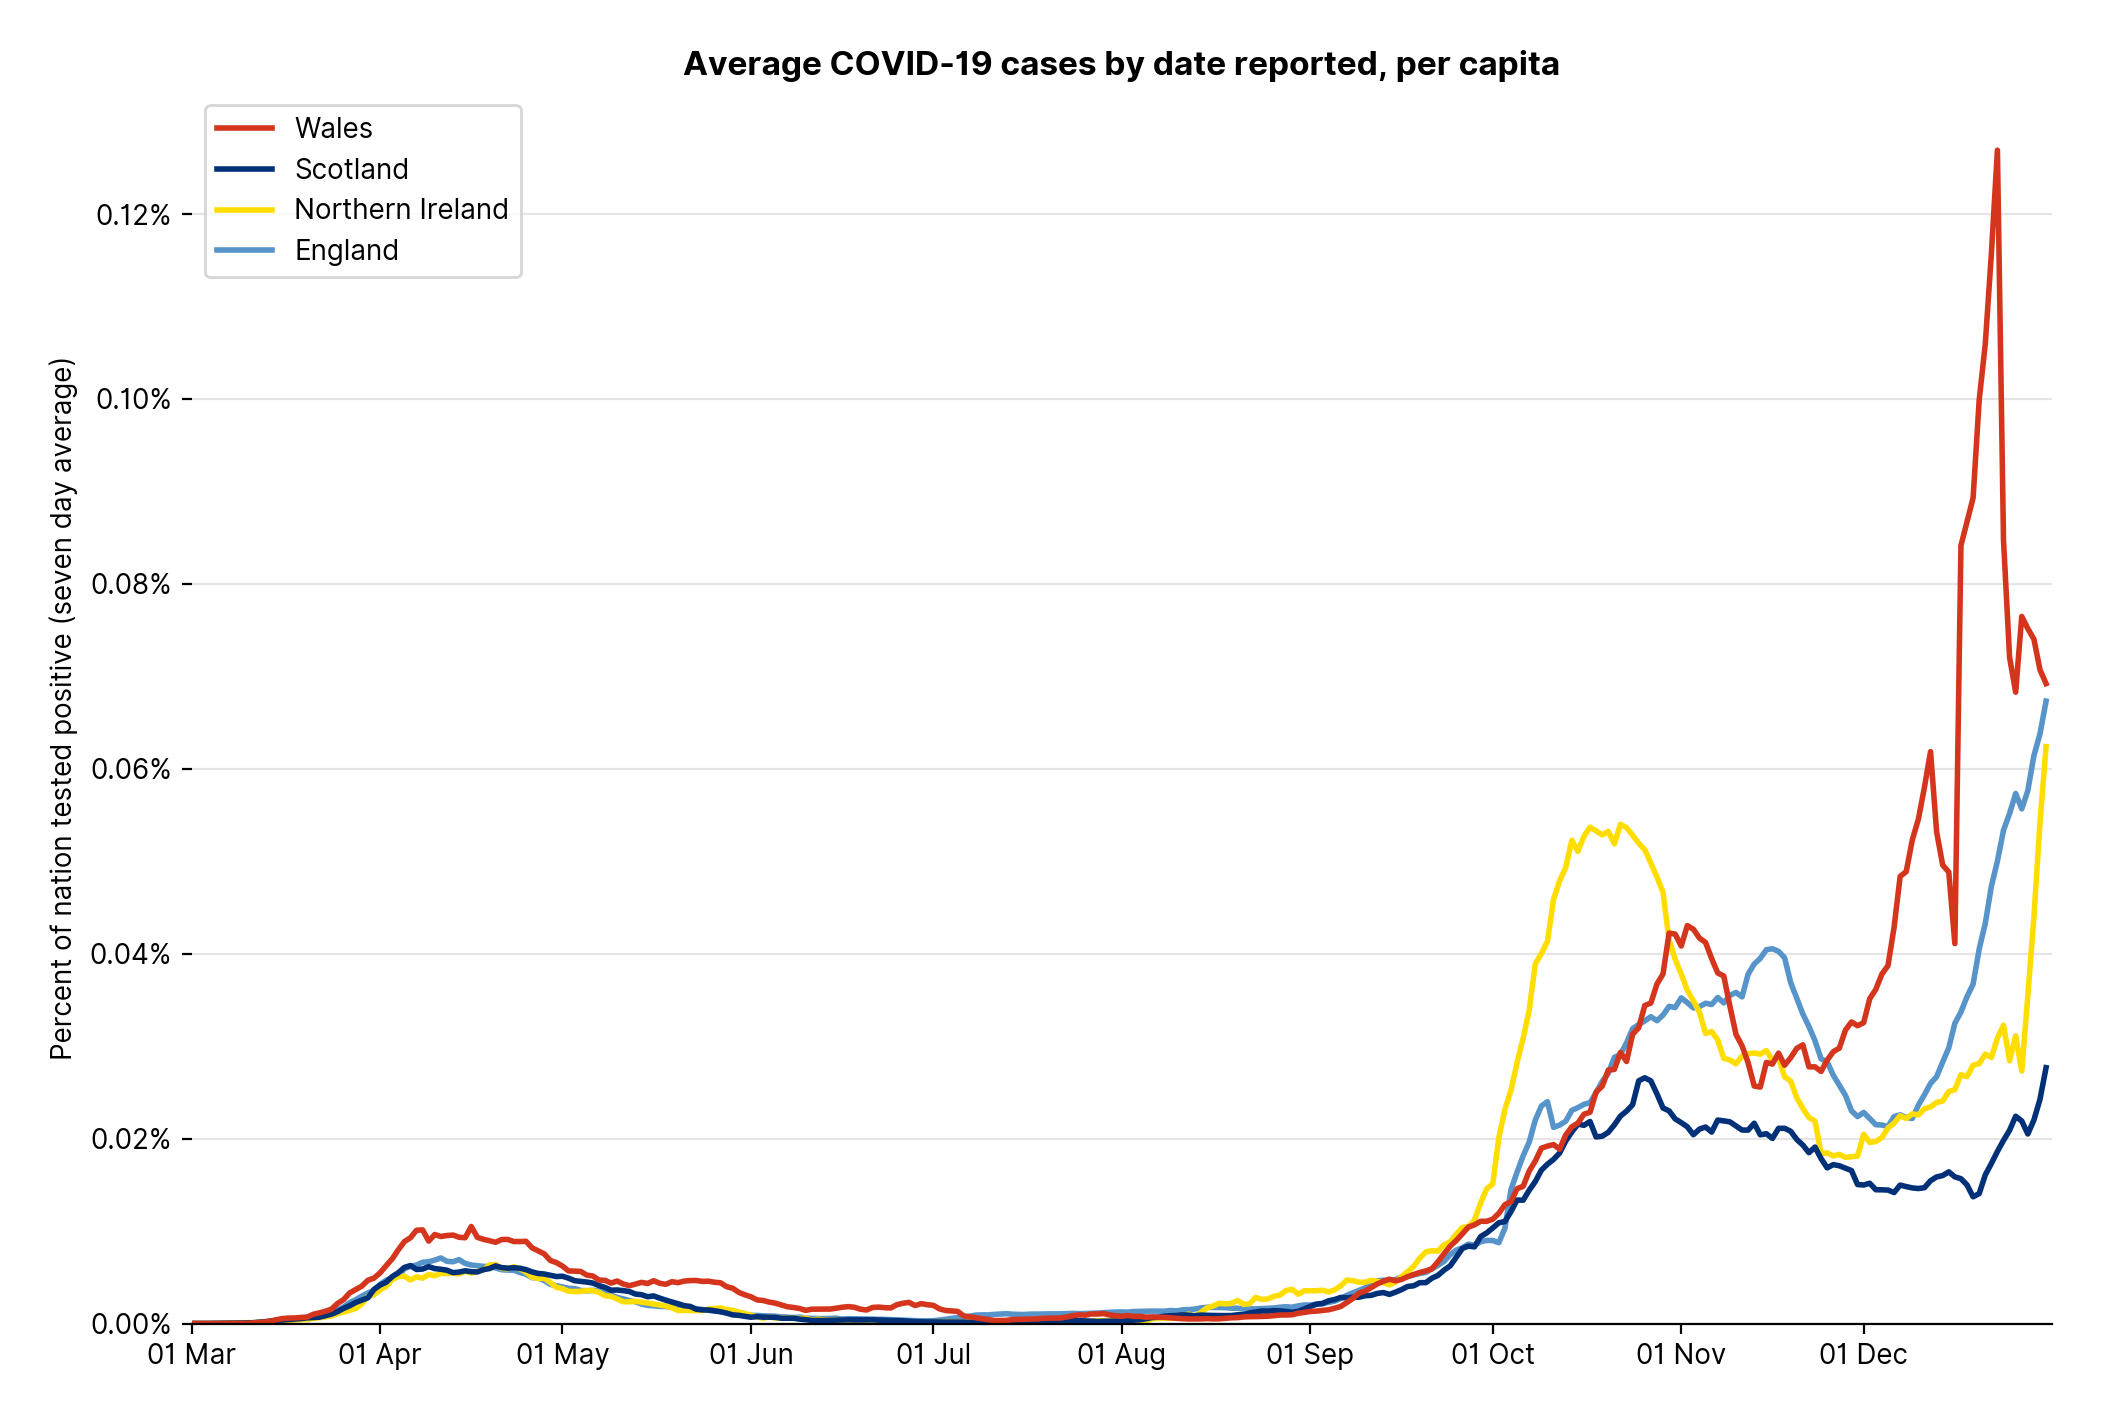 Average COVID-19 cases by date reported, per capita
Wales
Scotland
Northern Ireland
England
Percent of nation tested positive (seven day average)
0.12%
0.10%
0.08%
0.06%
0.04%
0.02%
0.00%
01 Mar 01 Apr 01 May 01 Jun 01 Jul 01 Aug 01 Sep 01 Oct 01 Nov 01 Dec